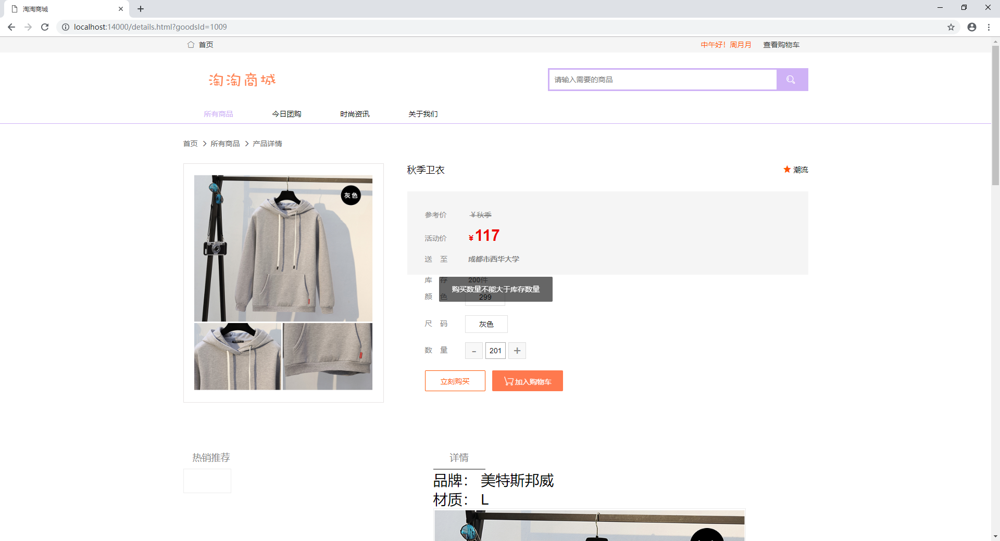 淘淘商城
localhost:14000/details.html?goodsId=1009
首页
中午好！周月月 查看购物车
淘淘商城
请输入需要的商品
所有商品 今日团购 时尚资讯 关于我们
首页 > 所有商品 > 产品详情
秋季卫衣
潮流
灰色
参考价 ￥秋季
活动价 ¥117
送 至 成都市西华大学
库 存 200件
购买数量不能大于库存数量
颜 色 299
尺 码 灰色
数 量 - 201 +
立刻购买 加入购物车
热销推荐
详情
品牌： 美特斯邦威
材质： L